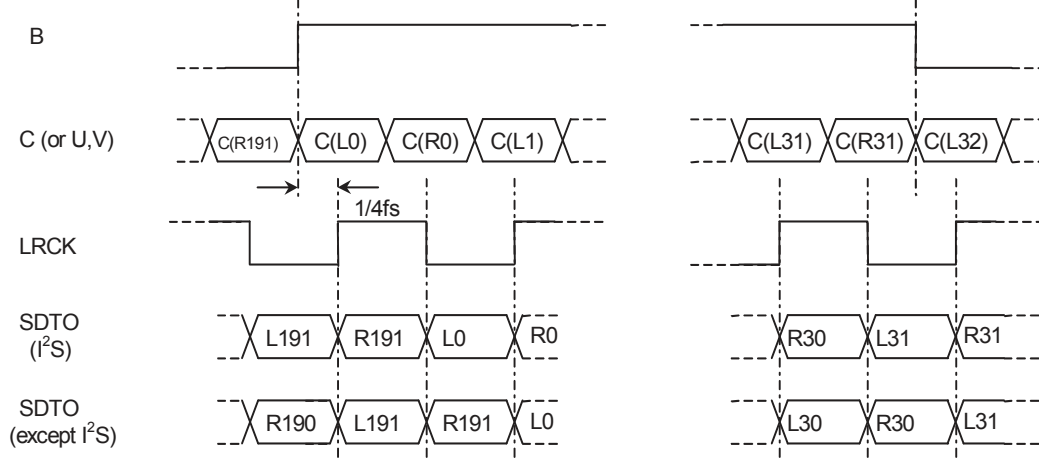 B
C (or U,V)
C(R191) C(L0) C(R0) C(L1) C(L31) C(R31) C(L32)
1/4fs
LRCK
SDTO
(I²S)
L191 R191 L0 R0 R30 L31 R31
SDTO
(except I²S)
R190 L191 R191 L0 L30 R30 L31